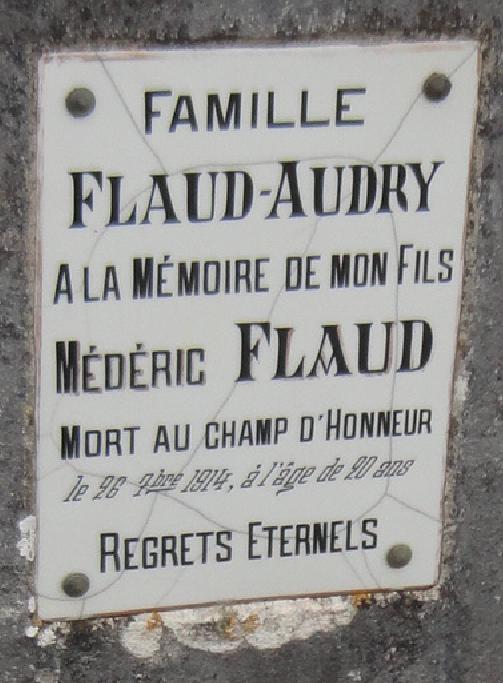 FAMILLE
FLAUD-AUDRY
A LA MÉMOIRE DE MON FILS
MÉDÉRIC FLAUD
MORT AU CHAMP D'HONNEUR
le 26 7bre 1914, à l'âge de 20 ans
REGRETS ETERNELS